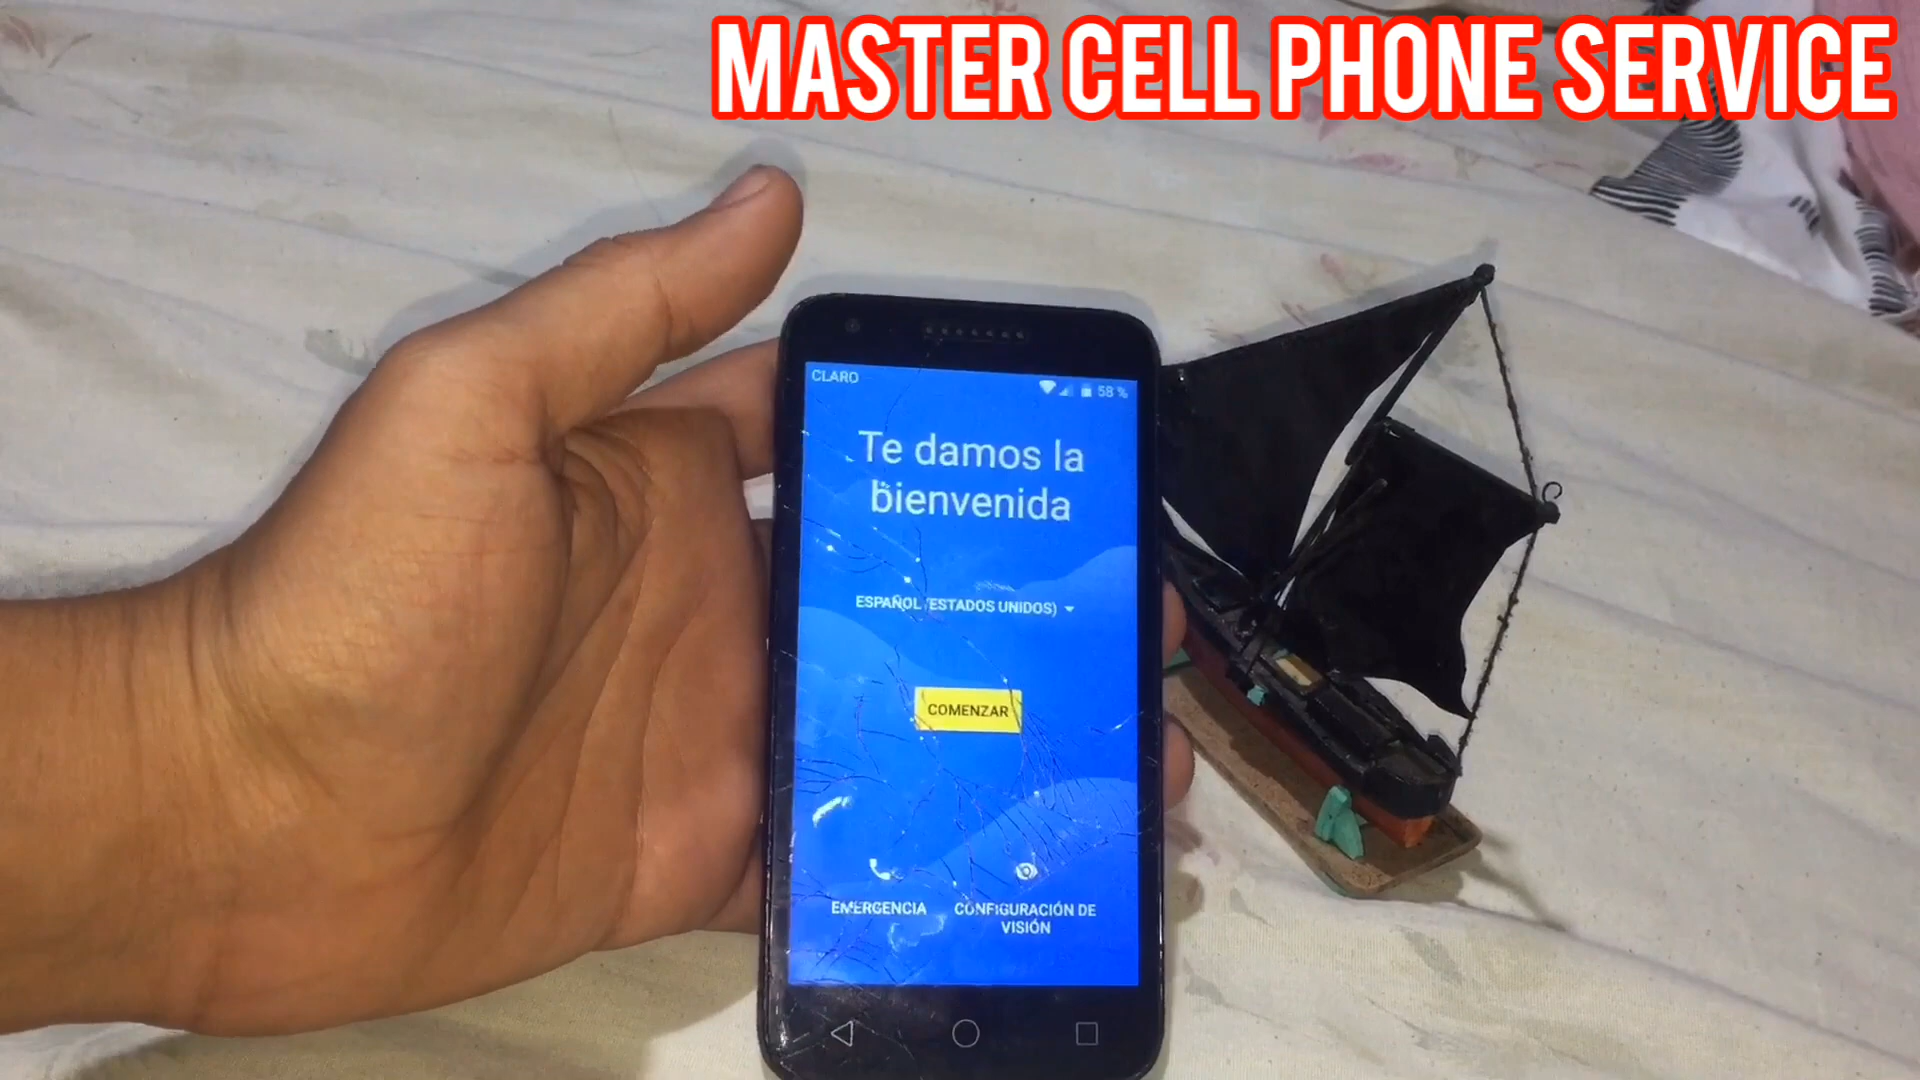 MASTER CELL PHONE SERVICE
CLARO
58 %
Te damos la
bienvenida
ESPAÑOL (ESTADOS UNIDOS)
COMENZAR
EMERGENCIA
CONFIGURACIÓN DE
VISIÓN